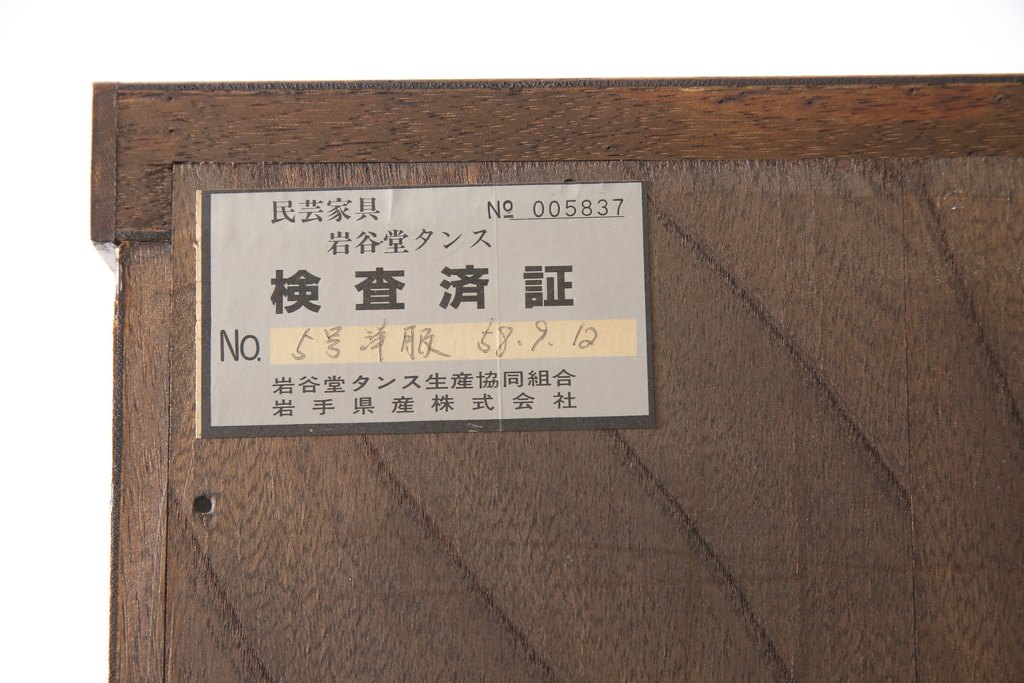 民芸家具 № 005837
岩谷堂タンス
検査済証
No. 5号洋服 58.9.12
岩谷堂タンス生産協同組合
岩手県産株式会社